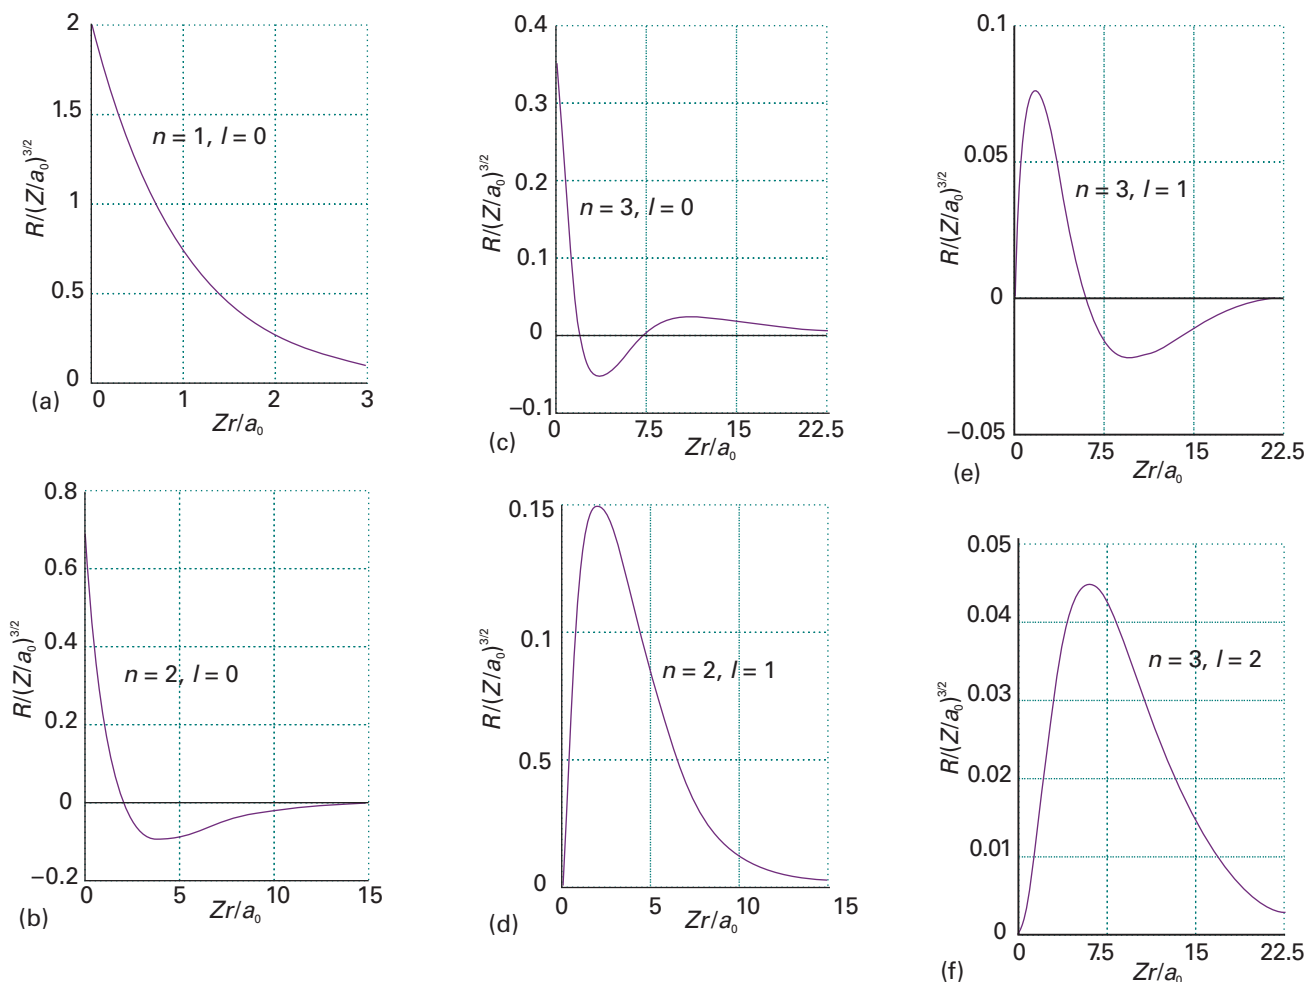 2
1.5
1
0.5
0
R/(Z/a₀)^3/2
n = 1, l = 0
0 1 2 3
Zr/a₀
(a)
0.4
0.3
0.2
0.1
0
−0.1
R/(Z/a₀)^3/2
n = 3, l = 0
0 7.5 15 22.5
Zr/a₀
(c)
0.1
0.05
0
−0.05
R/(Z/a₀)^3/2
n = 3, l = 1
0 7.5 15 22.5
Zr/a₀
(e)
0.8
0.6
0.4
0.2
0
−0.2
R/(Z/a₀)^3/2
n = 2, l = 0
0 5 10 15
Zr/a₀
(b)
0.15
0.1
0.5
0
R/(Z/a₀)^3/2
n = 2, l = 1
0 5 10 15
Zr/a₀
(d)
0.05
0.04
0.03
0.02
0.01
0
R/(Z/a₀)^3/2
n = 3, l = 2
0 7.5 15 22.5
Zr/a₀
(f)